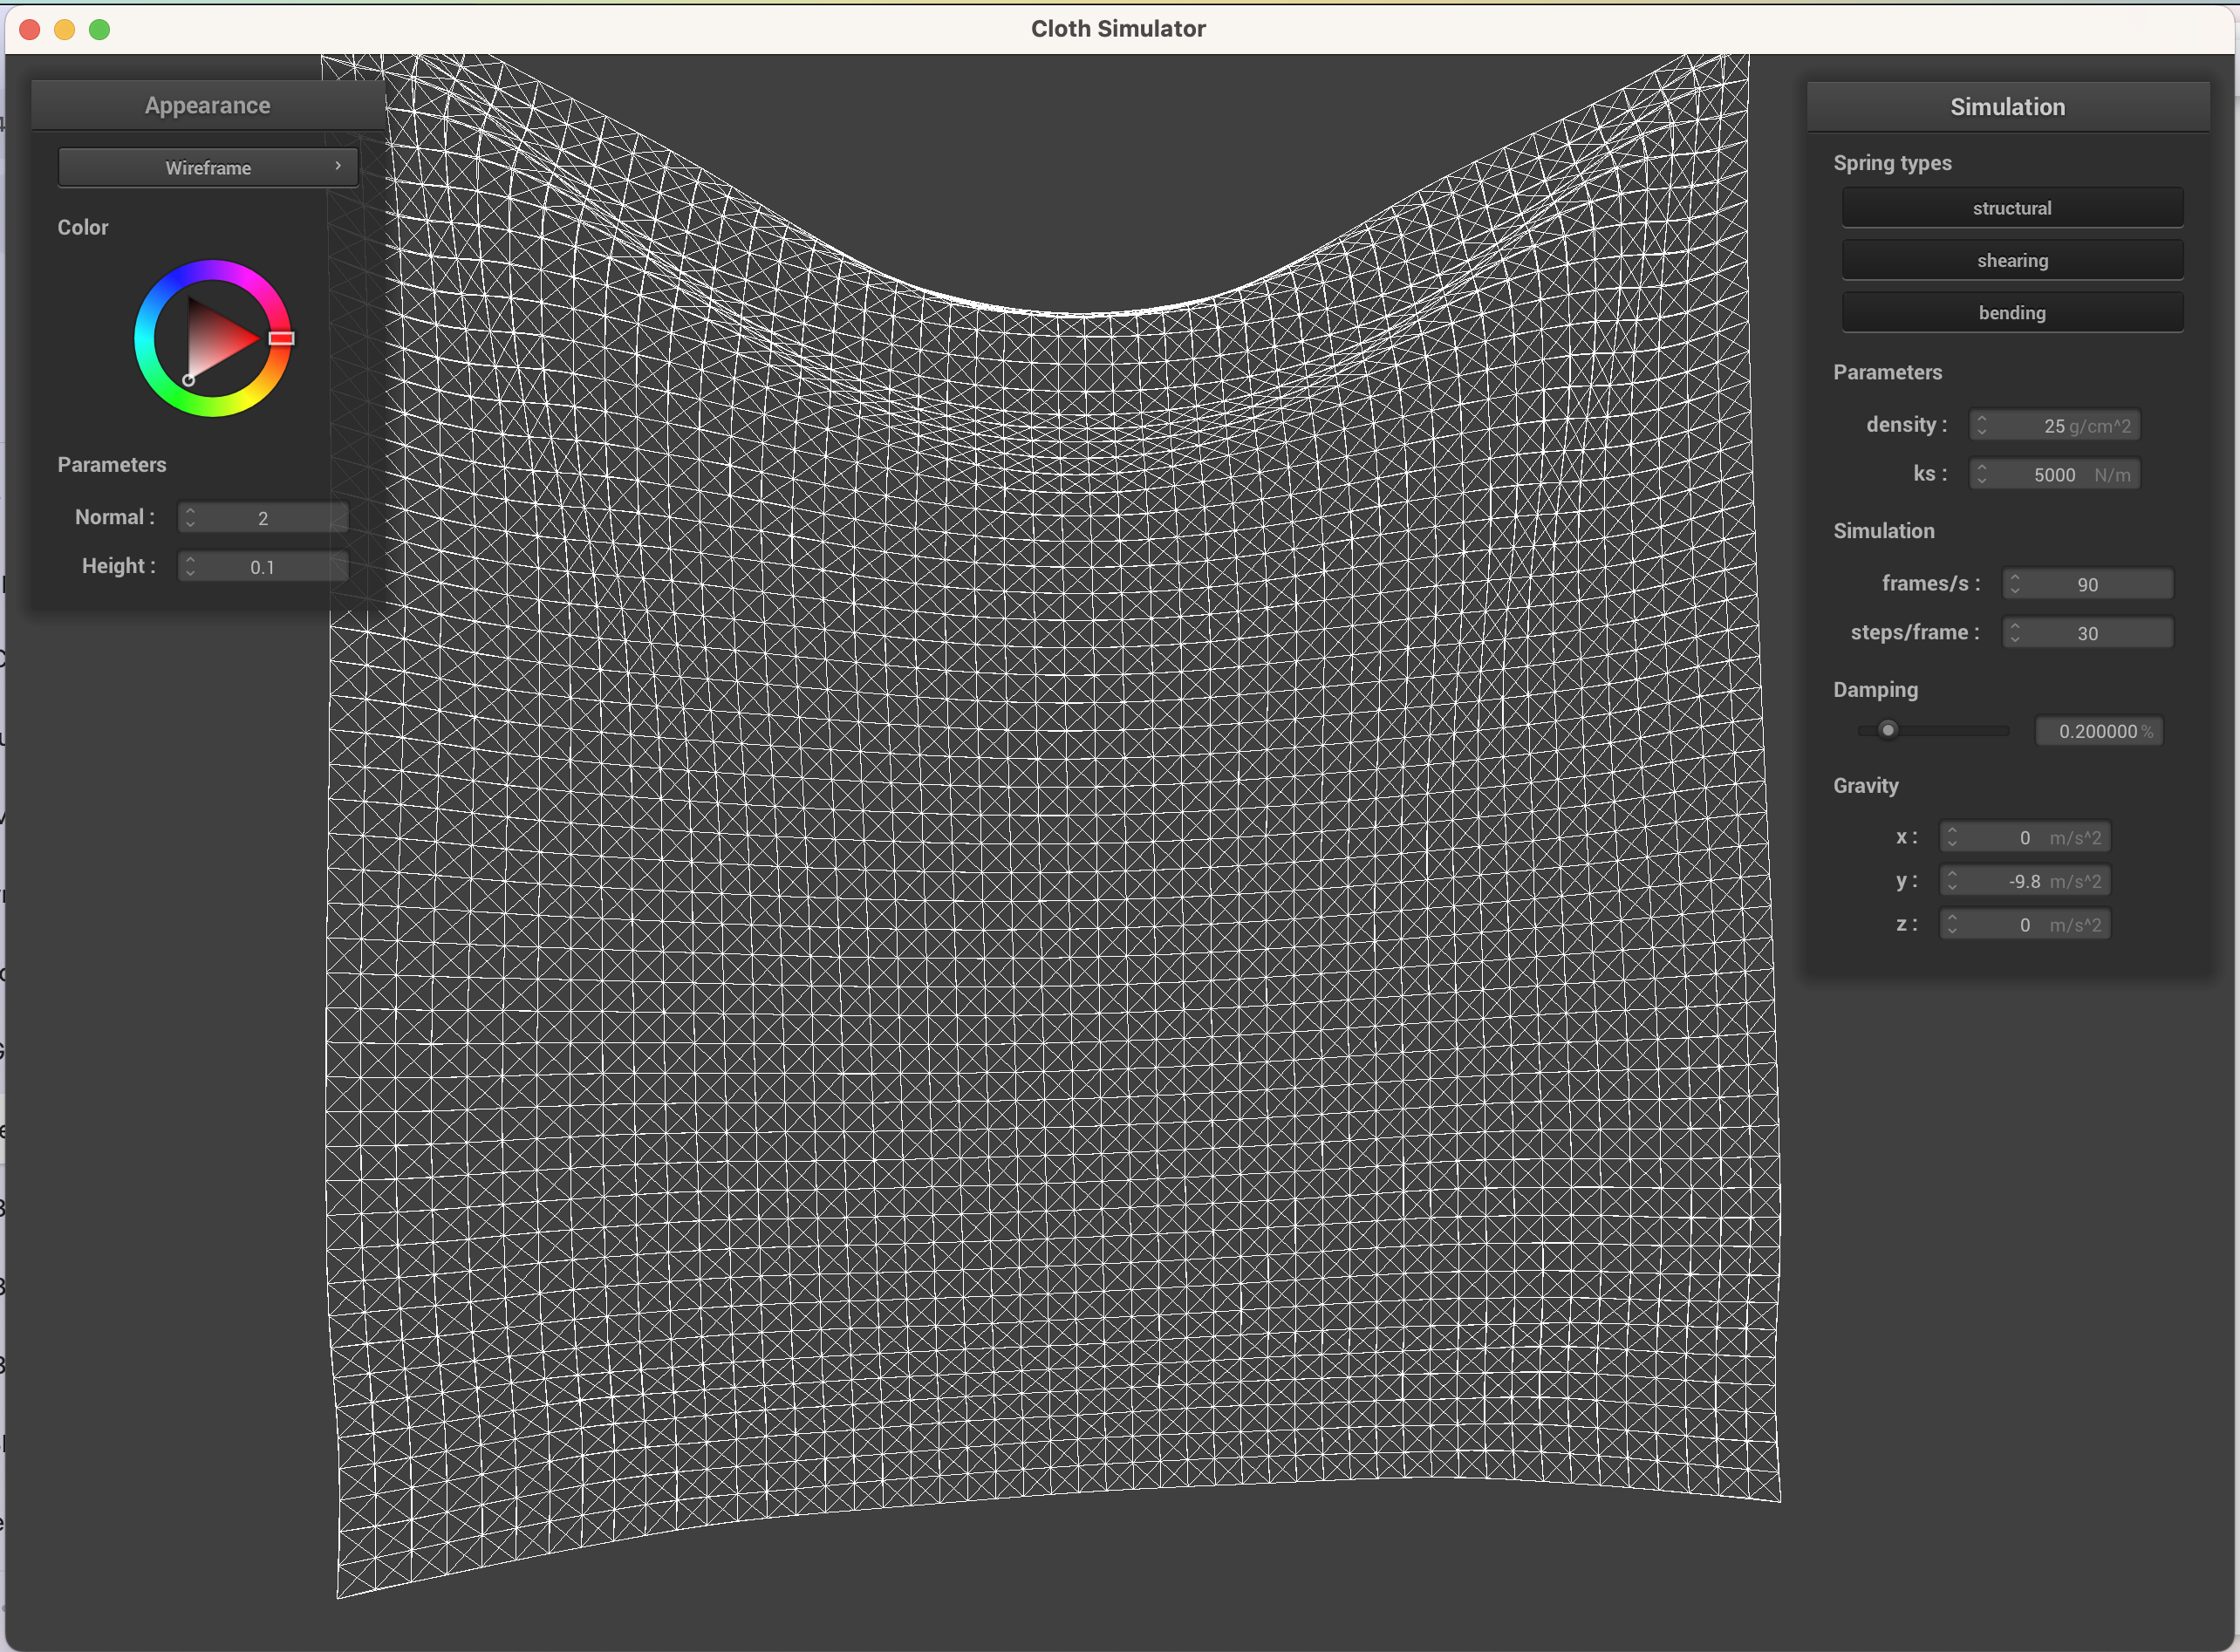 Cloth Simulator
Appearance
Wireframe
Color
Parameters
Normal : 2
Height : 0.1
Simulation
Spring types
structural
shearing
bending
Parameters
density : 25 g/cm^2
ks : 5000 N/m
Simulation
frames/s : 90
steps/frame : 30
Damping
0.200000 %
Gravity
x : 0 m/s^2
y : -9.8 m/s^2
z : 0 m/s^2